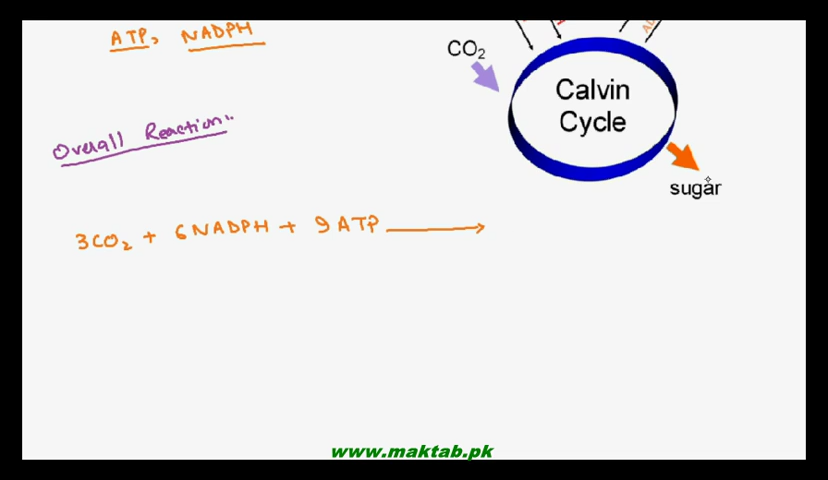 ATP, NADPH
CO₂
Calvin
Cycle
Overall Reaction:
sugar
3CO₂ + 6NADPH + 9ATP ⟶
www.maktab.pk